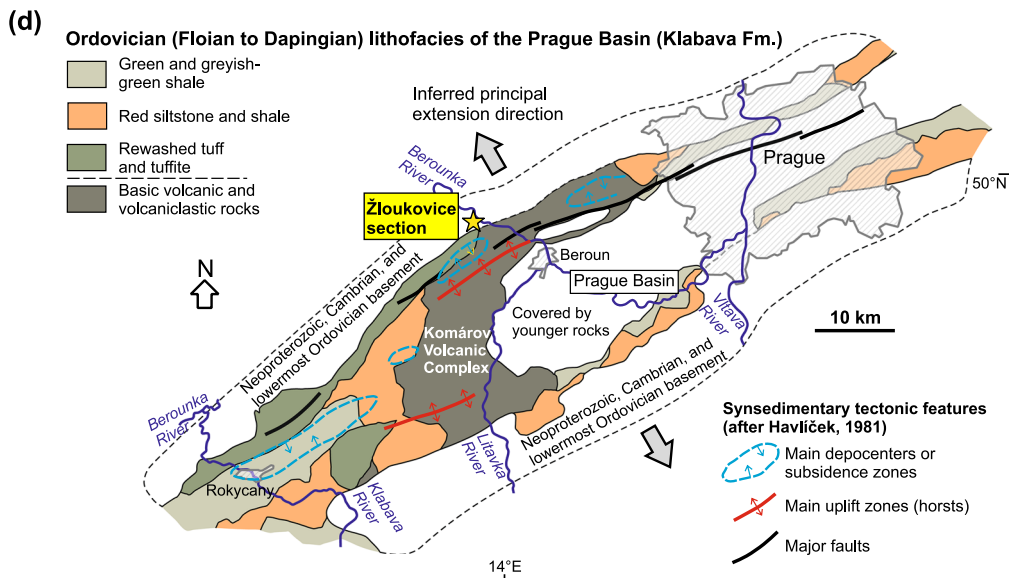 (d)
Ordovician (Floian to Dapingian) lithofacies of the Prague Basin (Klabava Fm.)
Green and greyish-
green shale
Red siltstone and shale
Rewashed tuff
and tuffite
Basic volcanic and
volcaniclastic rocks
Inferred principal
extension direction
Berounka
River
Prague
50°N
Žloukovice
section
Beroun
Prague Basin
N
Neoproterozoic, Cambrian, and
lowermost Ordovician basement
Covered by
younger rocks
Vltava
River
10 km
Komárov
Volcanic
Complex
Berounka
River
Neoproterozoic, Cambrian, and
lowermost Ordovician basement
Litavka
River
Rokycany
Klabava
River
Synsedimentary tectonic features
(after Havlíček, 1981)
Main depocenters or
subsidence zones
Main uplift zones (horsts)
Major faults
14°E